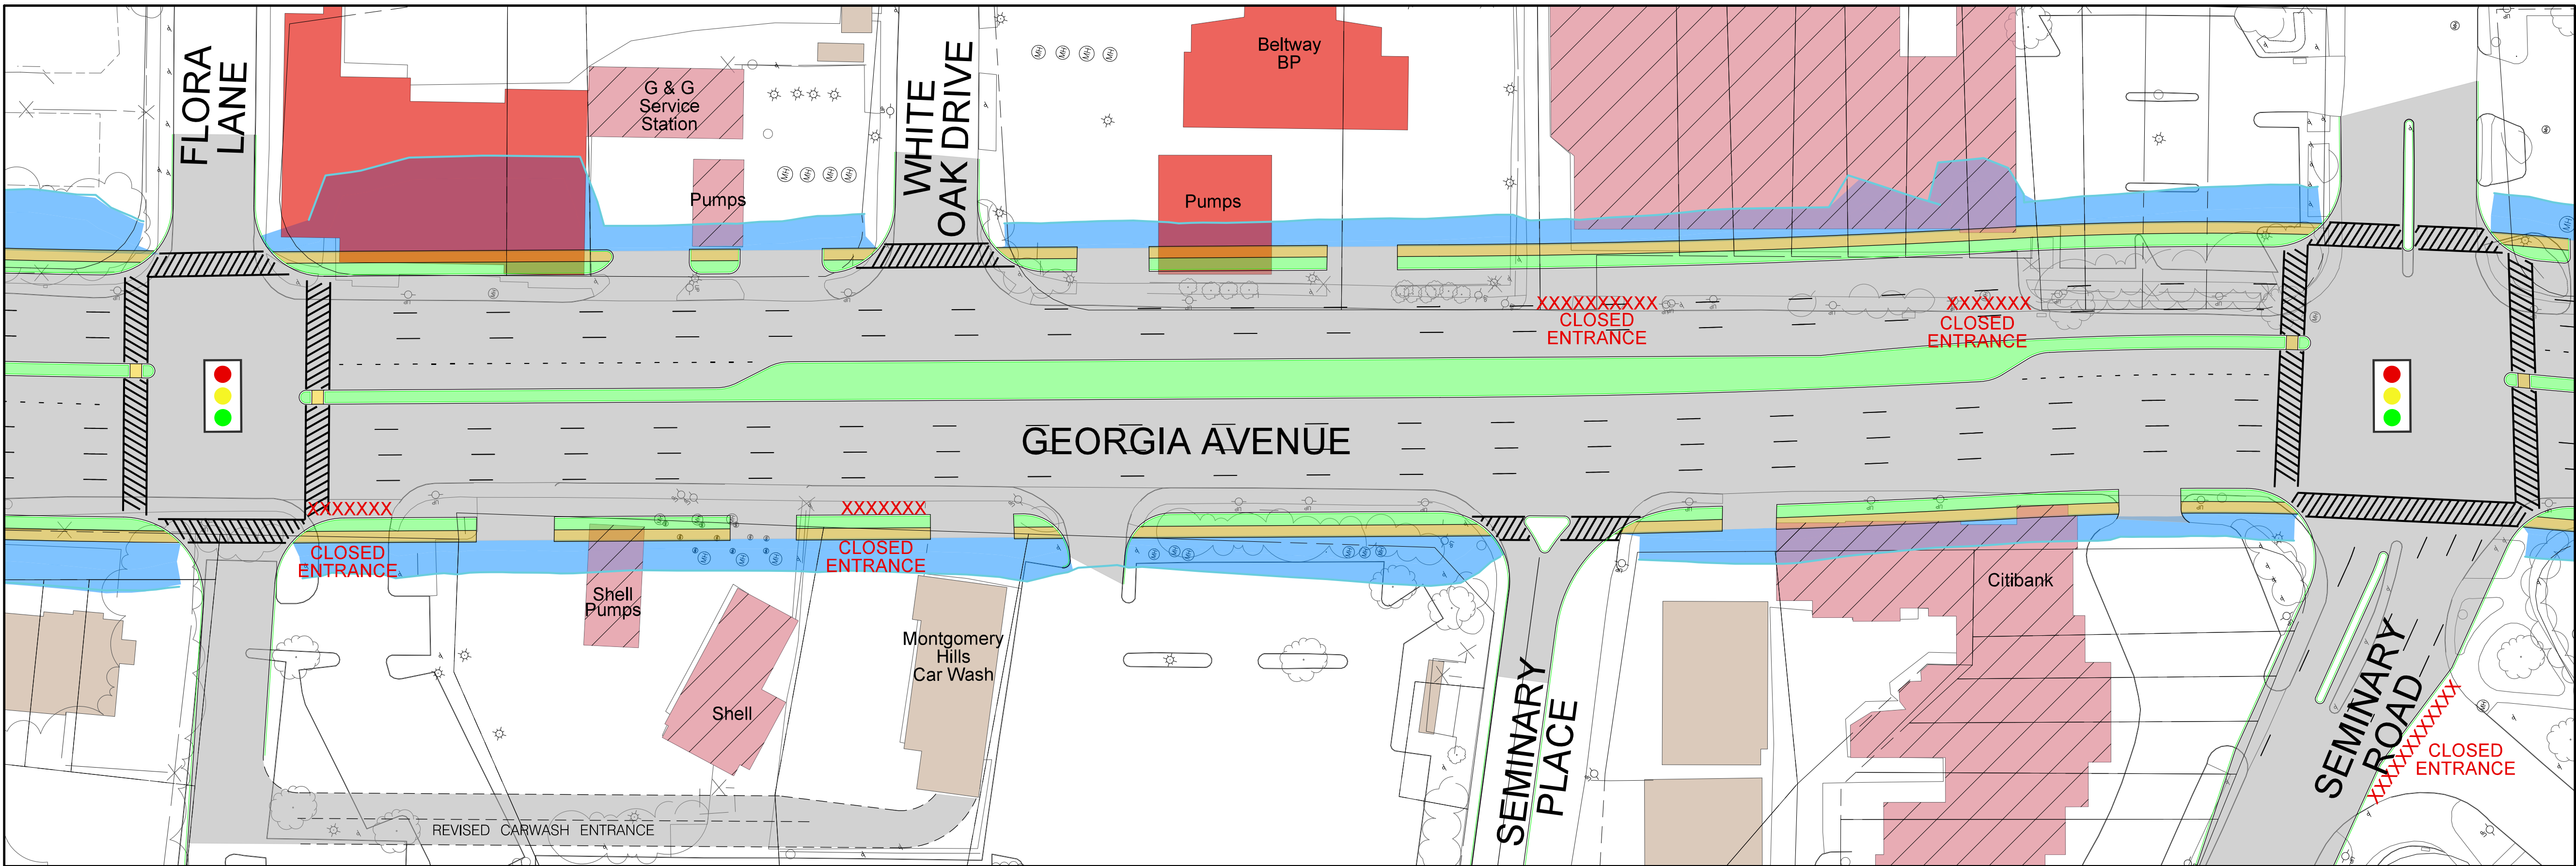 FLORA
LANE
G & G
Service
Station
Pumps
WHITE
OAK DRIVE
Beltway
BP
Pumps
XXXXXXXXXX
CLOSED
ENTRANCE
XXXXXXX
CLOSED
ENTRANCE
GEORGIA AVENUE
XXXXXXX
CLOSED
ENTRANCE
XXXXXXX
CLOSED
ENTRANCE
Shell
Pumps
Shell
Montgomery
Hills
Car Wash
REVISED CARWASH ENTRANCE
SEMINARY
PLACE
Citibank
SEMINARY
ROAD
CLOSED
ENTRANCE